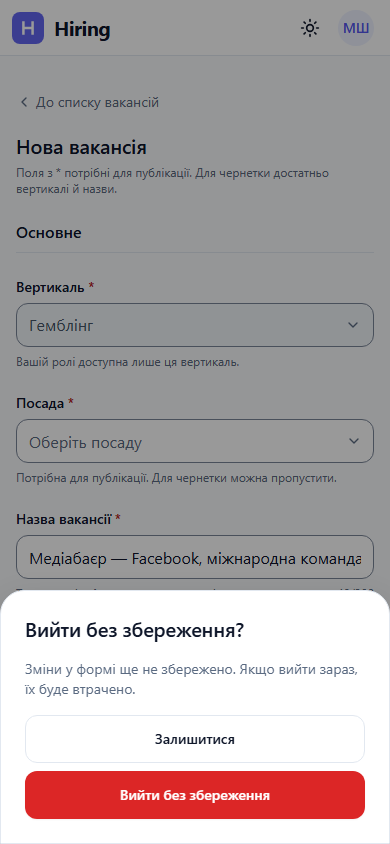 H Hiring МШ
До списку вакансій
Нова вакансія
Поля з * потрібні для публікації. Для чернетки достатньо
вертикалі й назви.
Основне
Вертикаль *
Гемблінг
Вашій ролі доступна лише ця вертикаль.
Посада *
Оберіть посаду
Потрібна для публікації. Для чернетки можна пропустити.
Назва вакансії *
Медіабаєр — Facebook, міжнародна команда
Вийти без збереження?
Зміни у формі ще не збережено. Якщо вийти зараз,
їх буде втрачено.
Залишитися
Вийти без збереження